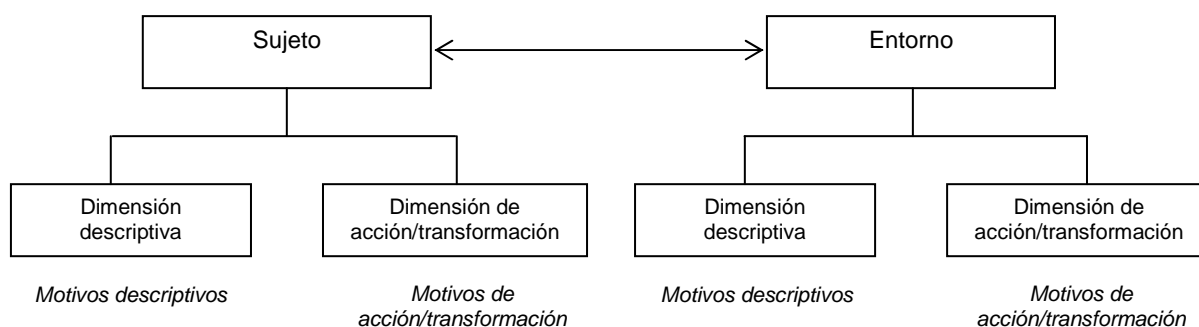 Sujeto
Entorno
Dimensión
descriptiva
Dimensión de
acción/transformación
Dimensión
descriptiva
Dimensión de
acción/transformación
Motivos descriptivos
Motivos de
acción/transformación
Motivos descriptivos
Motivos de
acción/transformación